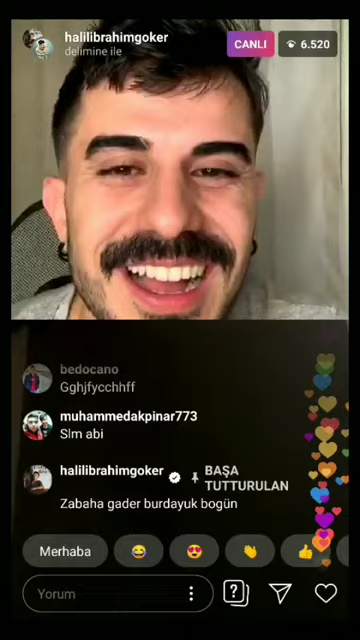 halilibrahimgoker
delimine ile
CANLI
6.520
bedocano
Gghjfycchhff
muhammedakpinar773
Slm abi
halilibrahimgoker
BAŞA
TUTTURULAN
Zabaha gader burdayuk bogün
Merhaba
Yorum